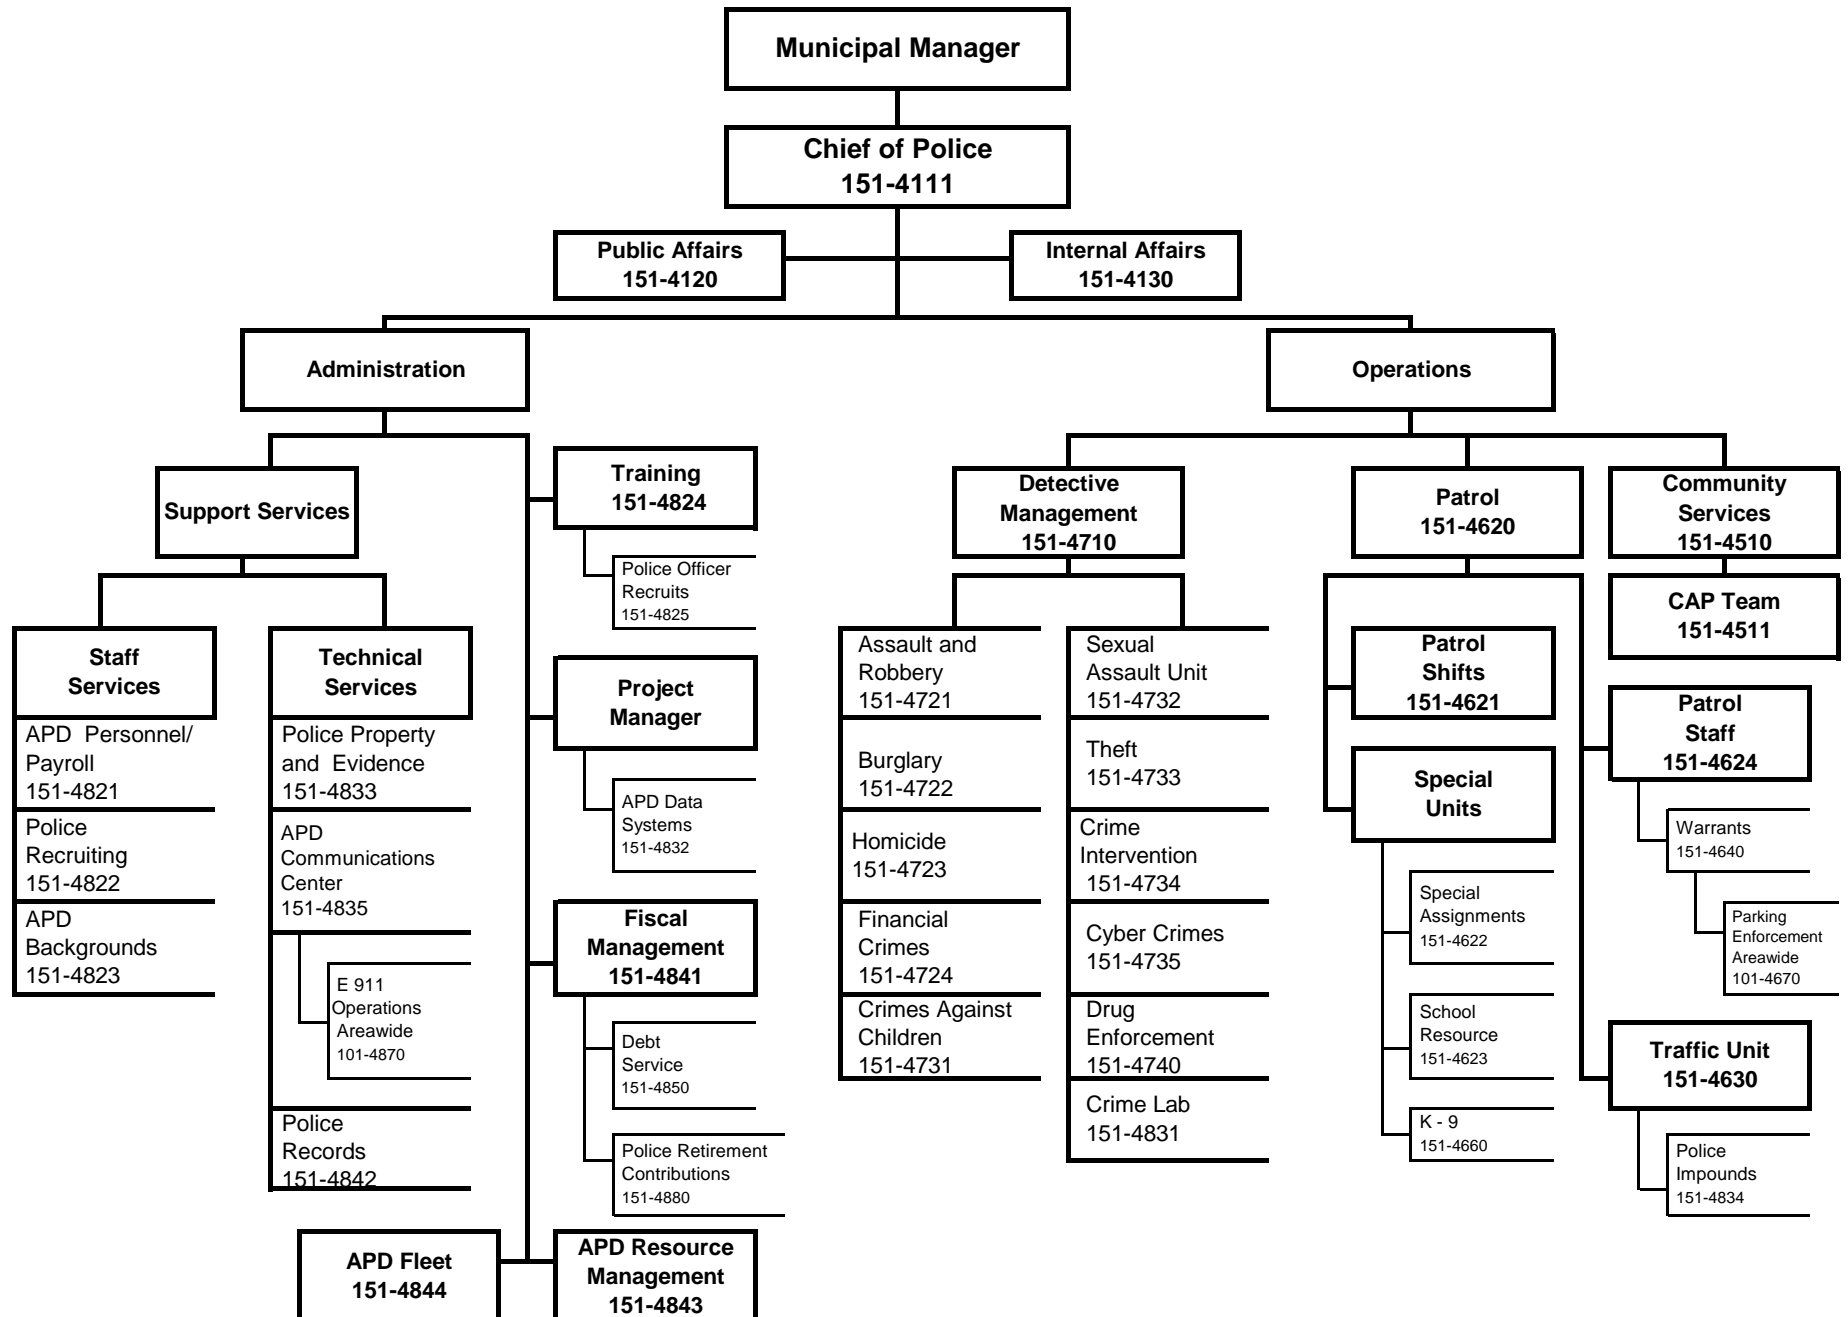 Municipal Manager
Chief of Police
151-4111
Public Affairs
151-4120
Internal Affairs
151-4130
Administration
Operations
Support Services
Staff
Services
APD  Personnel/
Payroll
151-4821
Police
Recruiting
151-4822
APD
Backgrounds
151-4823
Technical
Services
Police Property
and  Evidence
151-4833
APD
Communications
Center
151-4835
E 911
Operations
Areawide
101-4870
Police
Records
151-4842
Training
151-4824
Police Officer
Recruits
151-4825
Project
Manager
APD Data
Systems
151-4832
Fiscal
Management
151-4841
Debt
Service
151-4850
Police Retirement
Contributions
151-4880
APD Fleet
151-4844
APD Resource
Management
151-4843
Detective
Management
151-4710
Assault and
Robbery
151-4721
Burglary
151-4722
Homicide
151-4723
Financial
Crimes
151-4724
Crimes Against
Children
151-4731
Sexual
Assault Unit
151-4732
Theft
151-4733
Crime
Intervention
151-4734
Cyber Crimes
151-4735
Drug
Enforcement
151-4740
Crime Lab
151-4831
Patrol
151-4620
Patrol
Shifts
151-4621
Special
Units
Special
Assignments
151-4622
School
Resource
151-4623
K - 9
151-4660
Community
Services
151-4510
CAP Team
151-4511
Patrol
Staff
151-4624
Warrants
151-4640
Parking
Enforcement
Areawide
101-4670
Traffic Unit
151-4630
Police
Impounds
151-4834